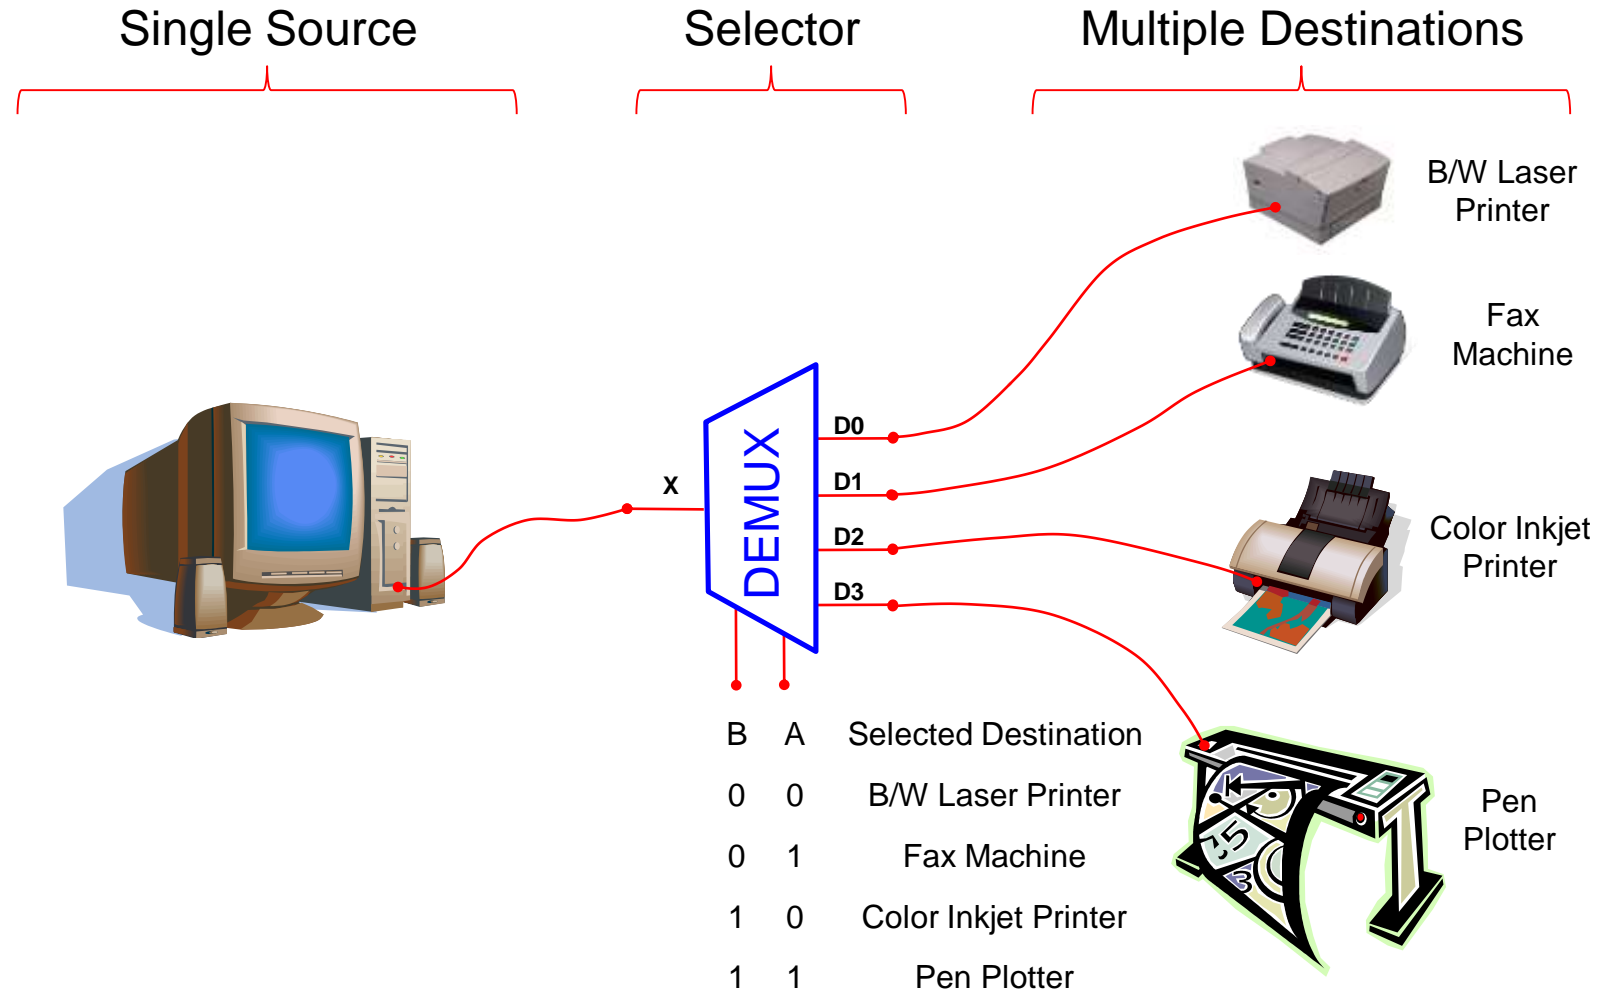 Single Source
Selector
Multiple Destinations
B/W Laser
Printer
Fax
Machine
Color Inkjet
Printer
Pen
Plotter
X
DEMUX
D0
D1
D2
D3
B A Selected Destination
0 0 B/W Laser Printer
0 1 Fax Machine
1 0 Color Inkjet Printer
1 1 Pen Plotter